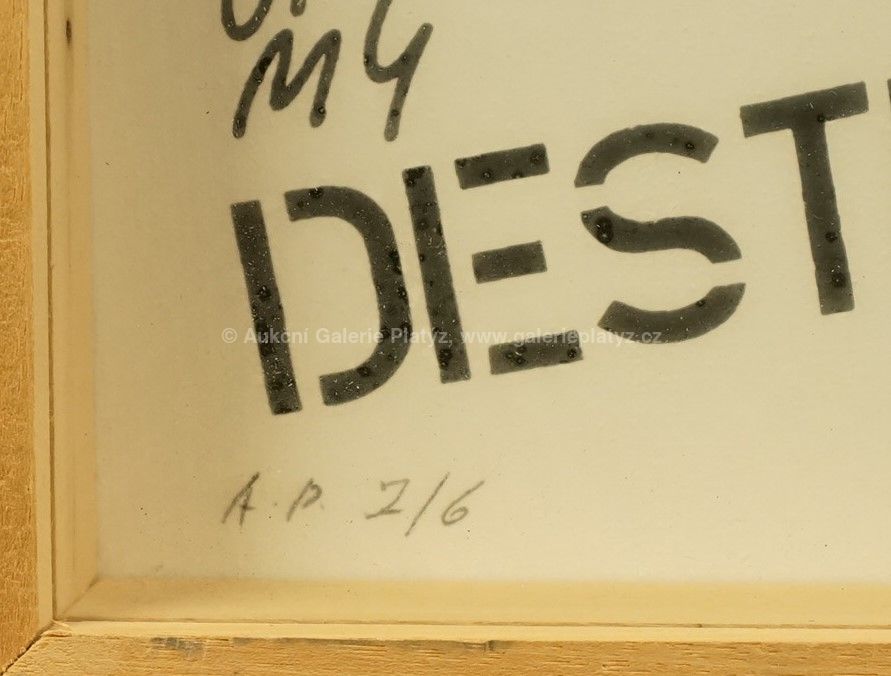 My
DEST
© Aukční Galerie Platýz, www.galerieplatyz.cz
A.P. 2/6